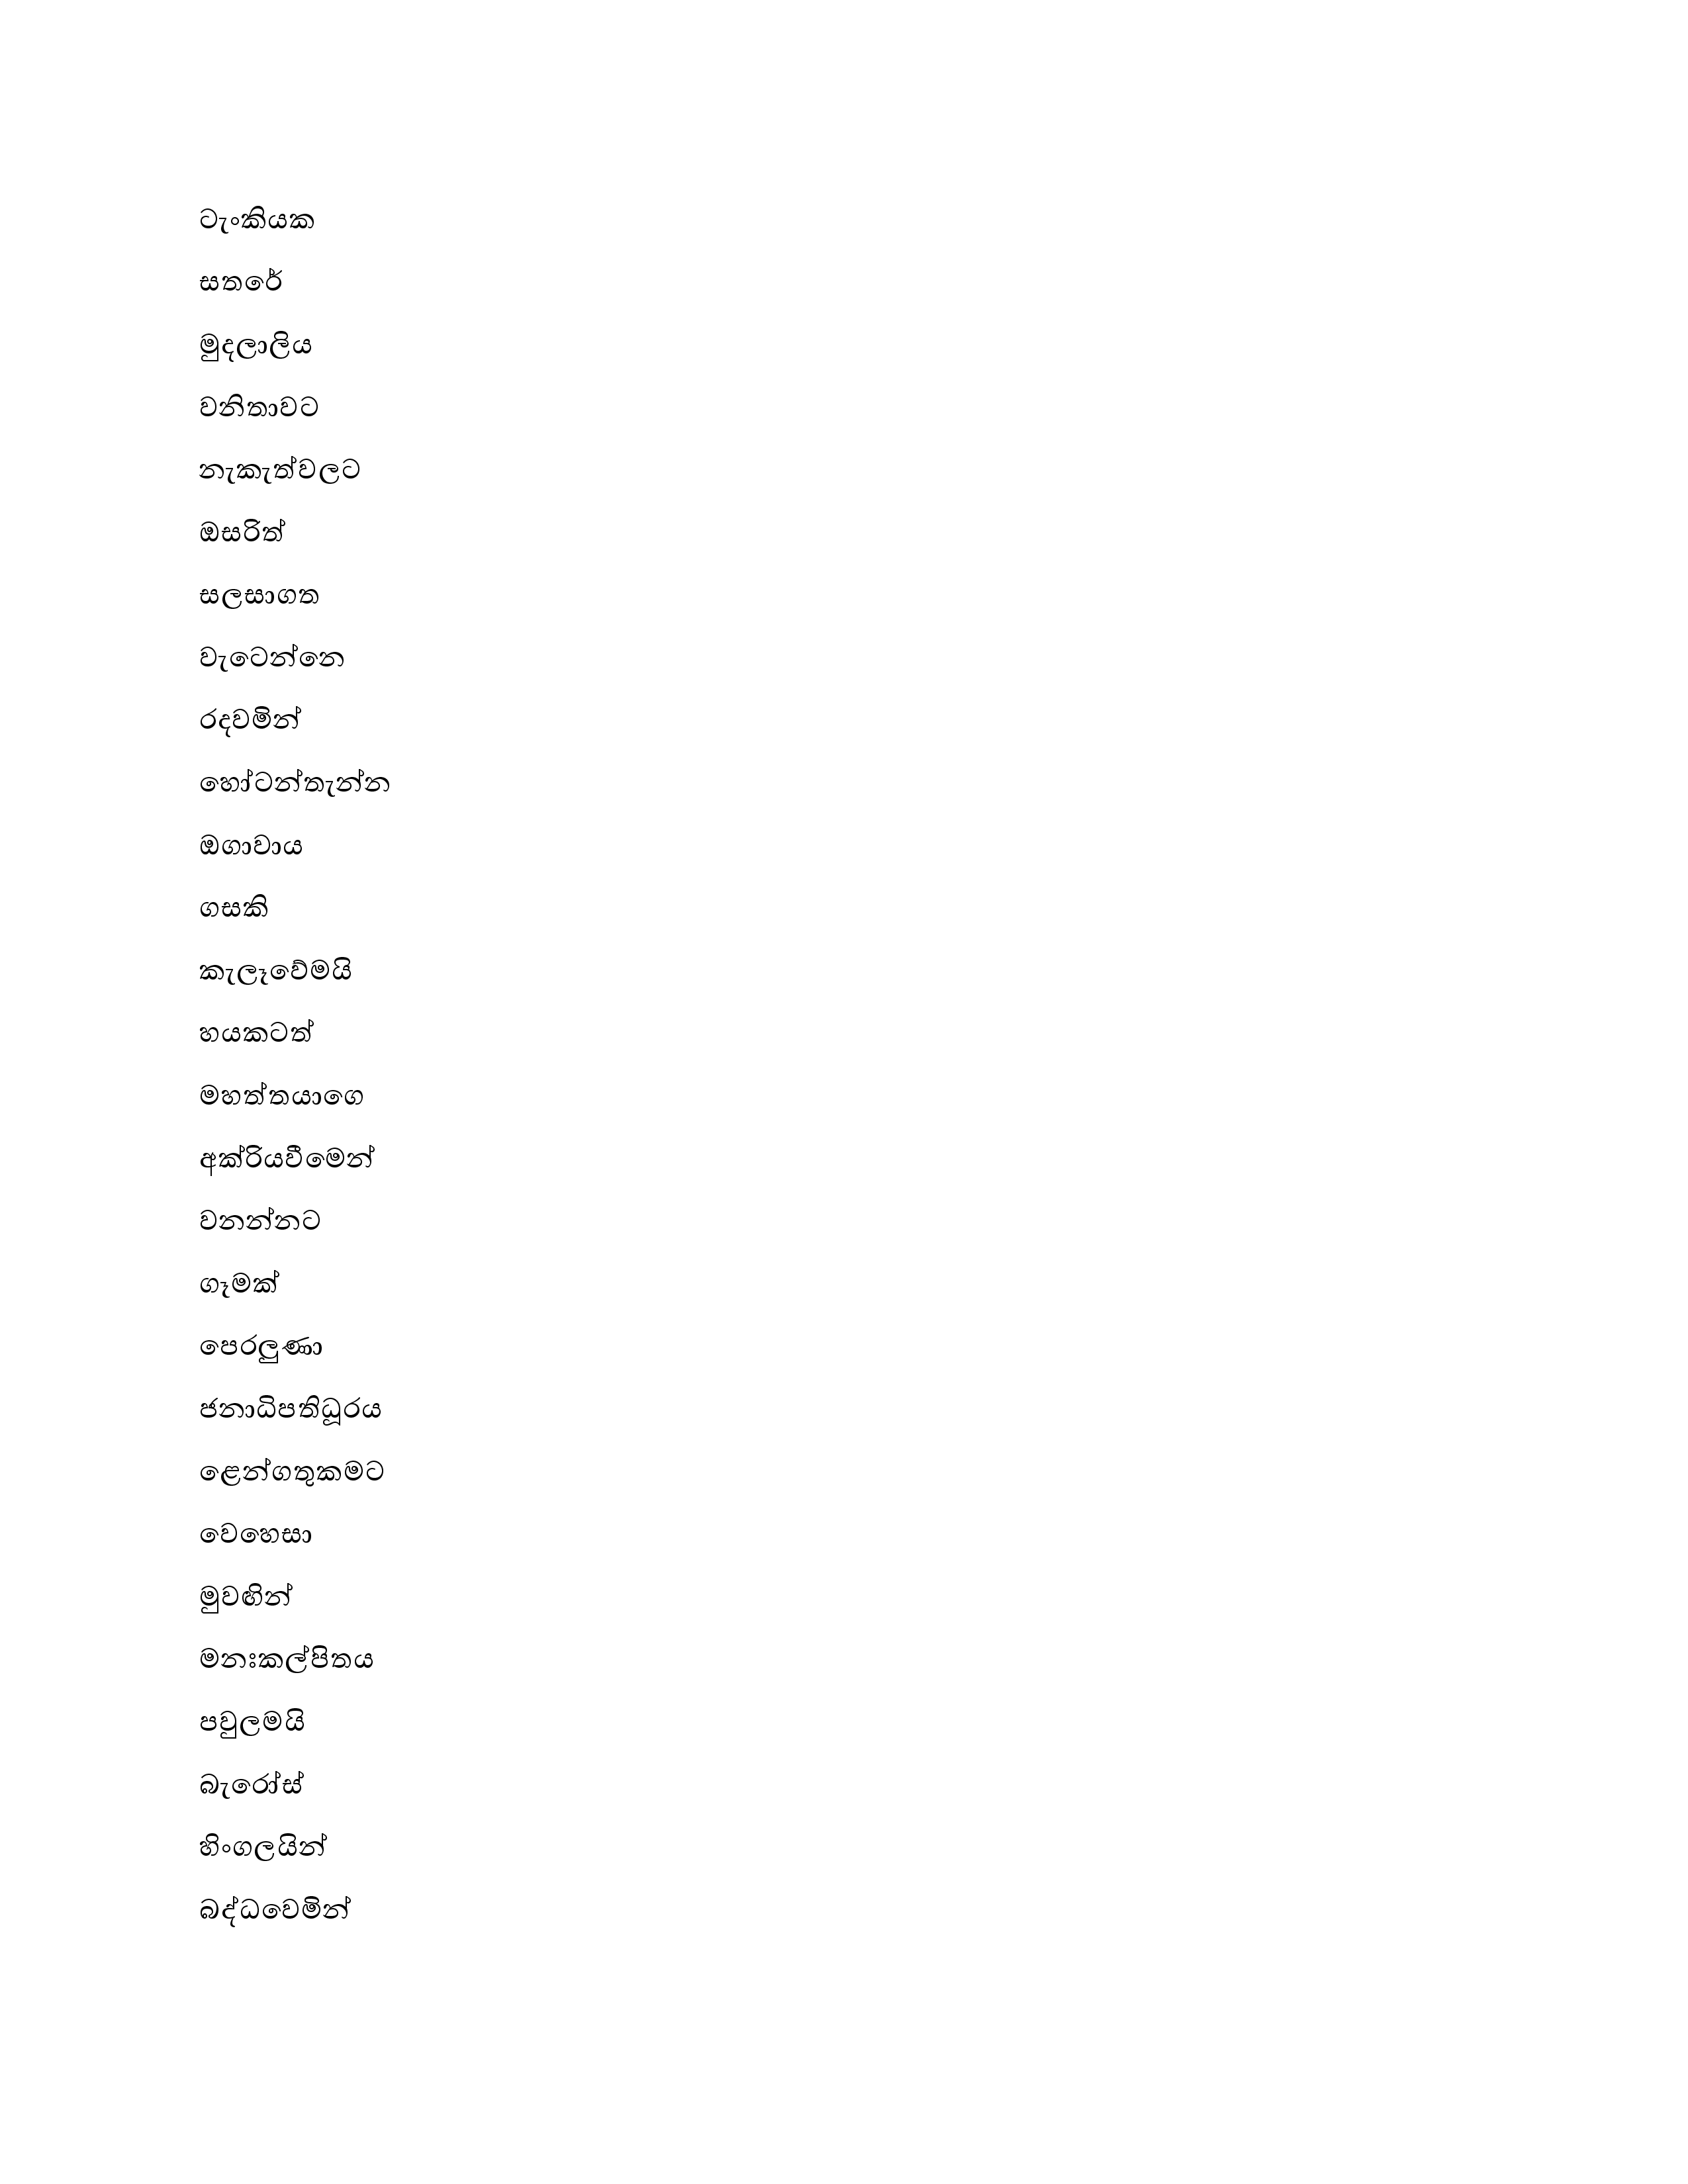 ටැංකියක
සතරේ
මුදලාලිය
වනිතාවට
නැකැත්වලට
ඔසරිත්
සලසාගත
වැටෙන්නෙ
රදවමින්
හෝටන්තැන්න
ඔගාවාය
ගසකි
කැලෑවේමයි
හයකටත්
මහත්තයාගෙ
අක්රියවීමෙන්
වනන්නට
ගෑමක්
පෙරලුණා
ජනාධිපතිධූරය
ළෙන්ගතුකමට
වෙහෙසා
මුවඟින්
මනඃකල්පිතය
පවුලමයි
බැරෝස්
හිංගලයින්
බද්ධවෙමින්